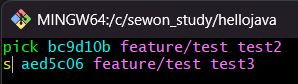 MINGW64:/c/sewon_study/hellojava
pick bc9d10b feature/test test2
s aed5c06 feature/test test3